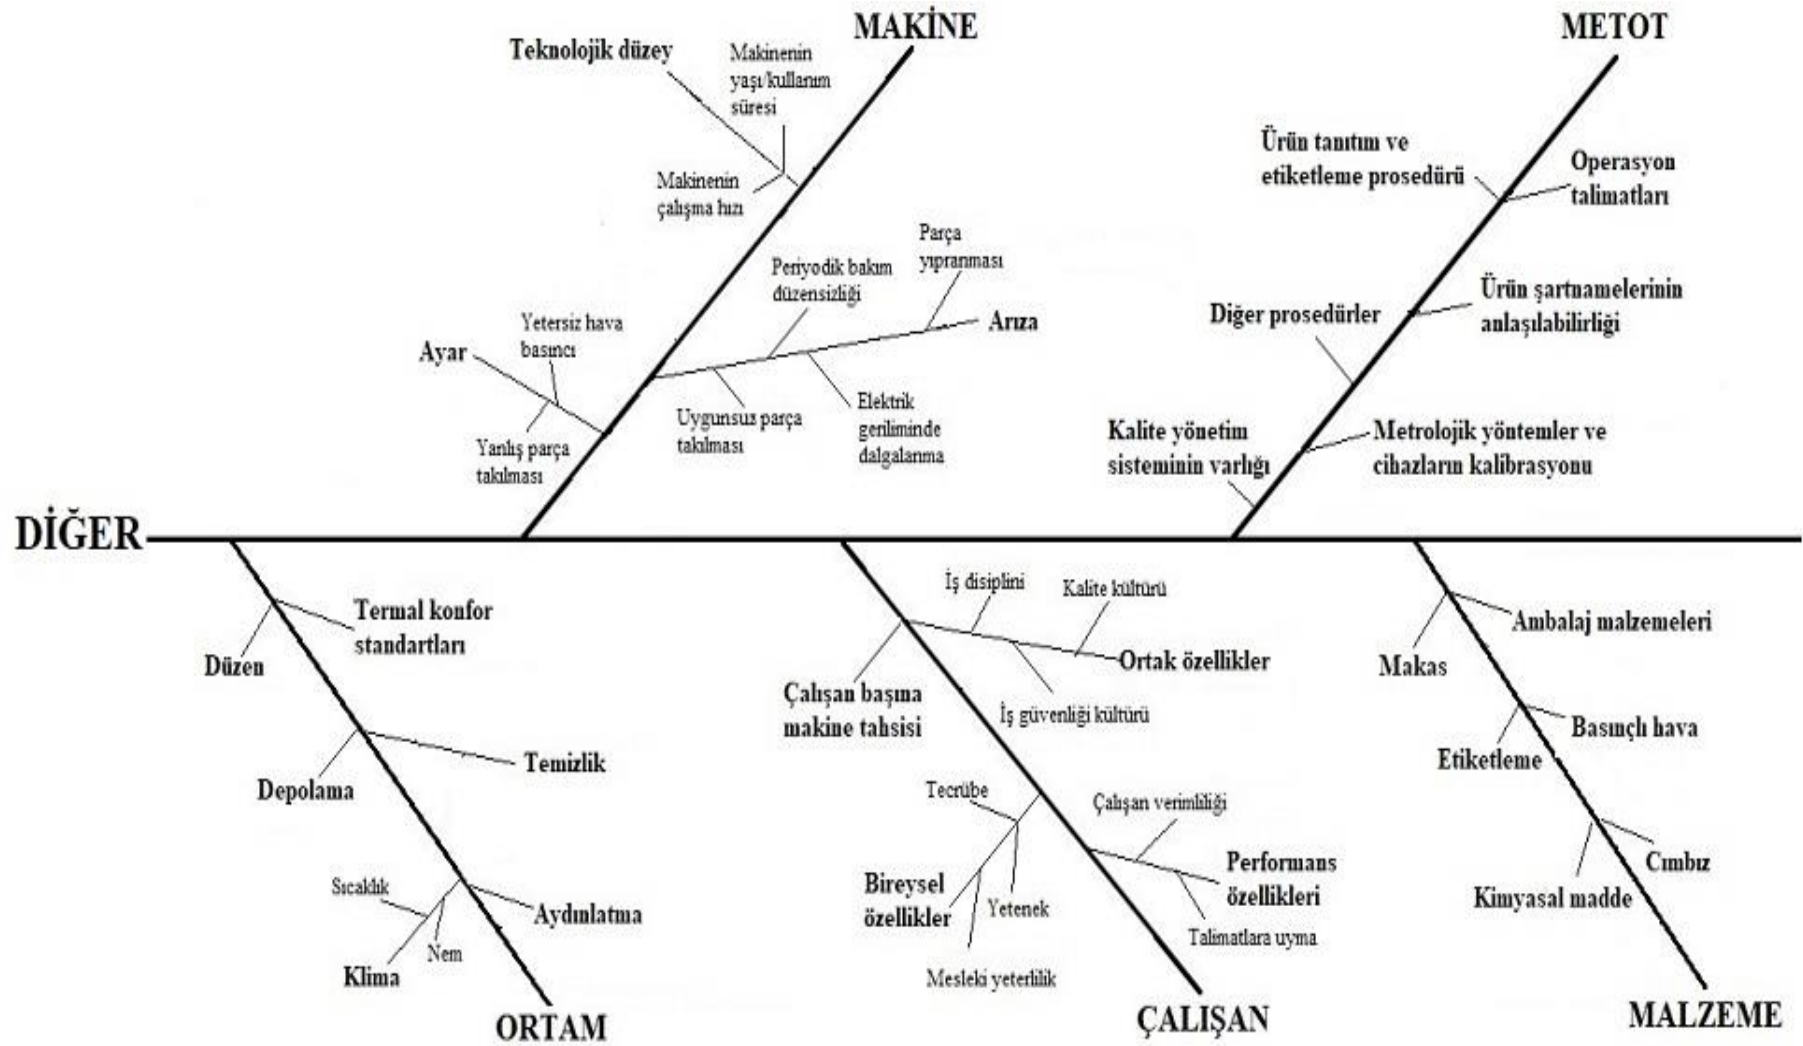 MAKİNE
Teknolojik düzey
Makinenin
yaşı/kullanım
süresi
Makinenin
çalışma hızı
Parça
yıpranması
Periyodik bakım
düzensizliği
Arıza
Yetersiz hava
basıncı
Ayar
Uygunsuz parça
takılması
Elektrik
geriliminde
dalgalanma
Yanlış parça
takılması
METOT
Ürün tanıtım ve
etiketleme prosedürü
Operasyon
talimatları
Ürün şartnamelerinin
anlaşılabilirliği
Diğer prosedürler
Kalite yönetim
sisteminin varlığı
Metrolojik yöntemler ve
cihazların kalibrasyonu
DİĞER
Termal konfor
standartları
Düzen
Temizlik
Depolama
Sıcaklık
Aydınlatma
Nem
Klima
ORTAM
İş disiplini
Kalite kültürü
Ortak özellikler
Çalışan başına
makine tahsisi
İş güvenliği kültürü
Tecrübe
Çalışan verimliliği
Performans
özellikleri
Bireysel
özellikler
Yetenek
Talimatlara uyma
Mesleki yeterlilik
ÇALIŞAN
Ambalaj malzemeleri
Makas
Basınçlı hava
Etiketleme
Cımbız
Kimyasal madde
MALZEME